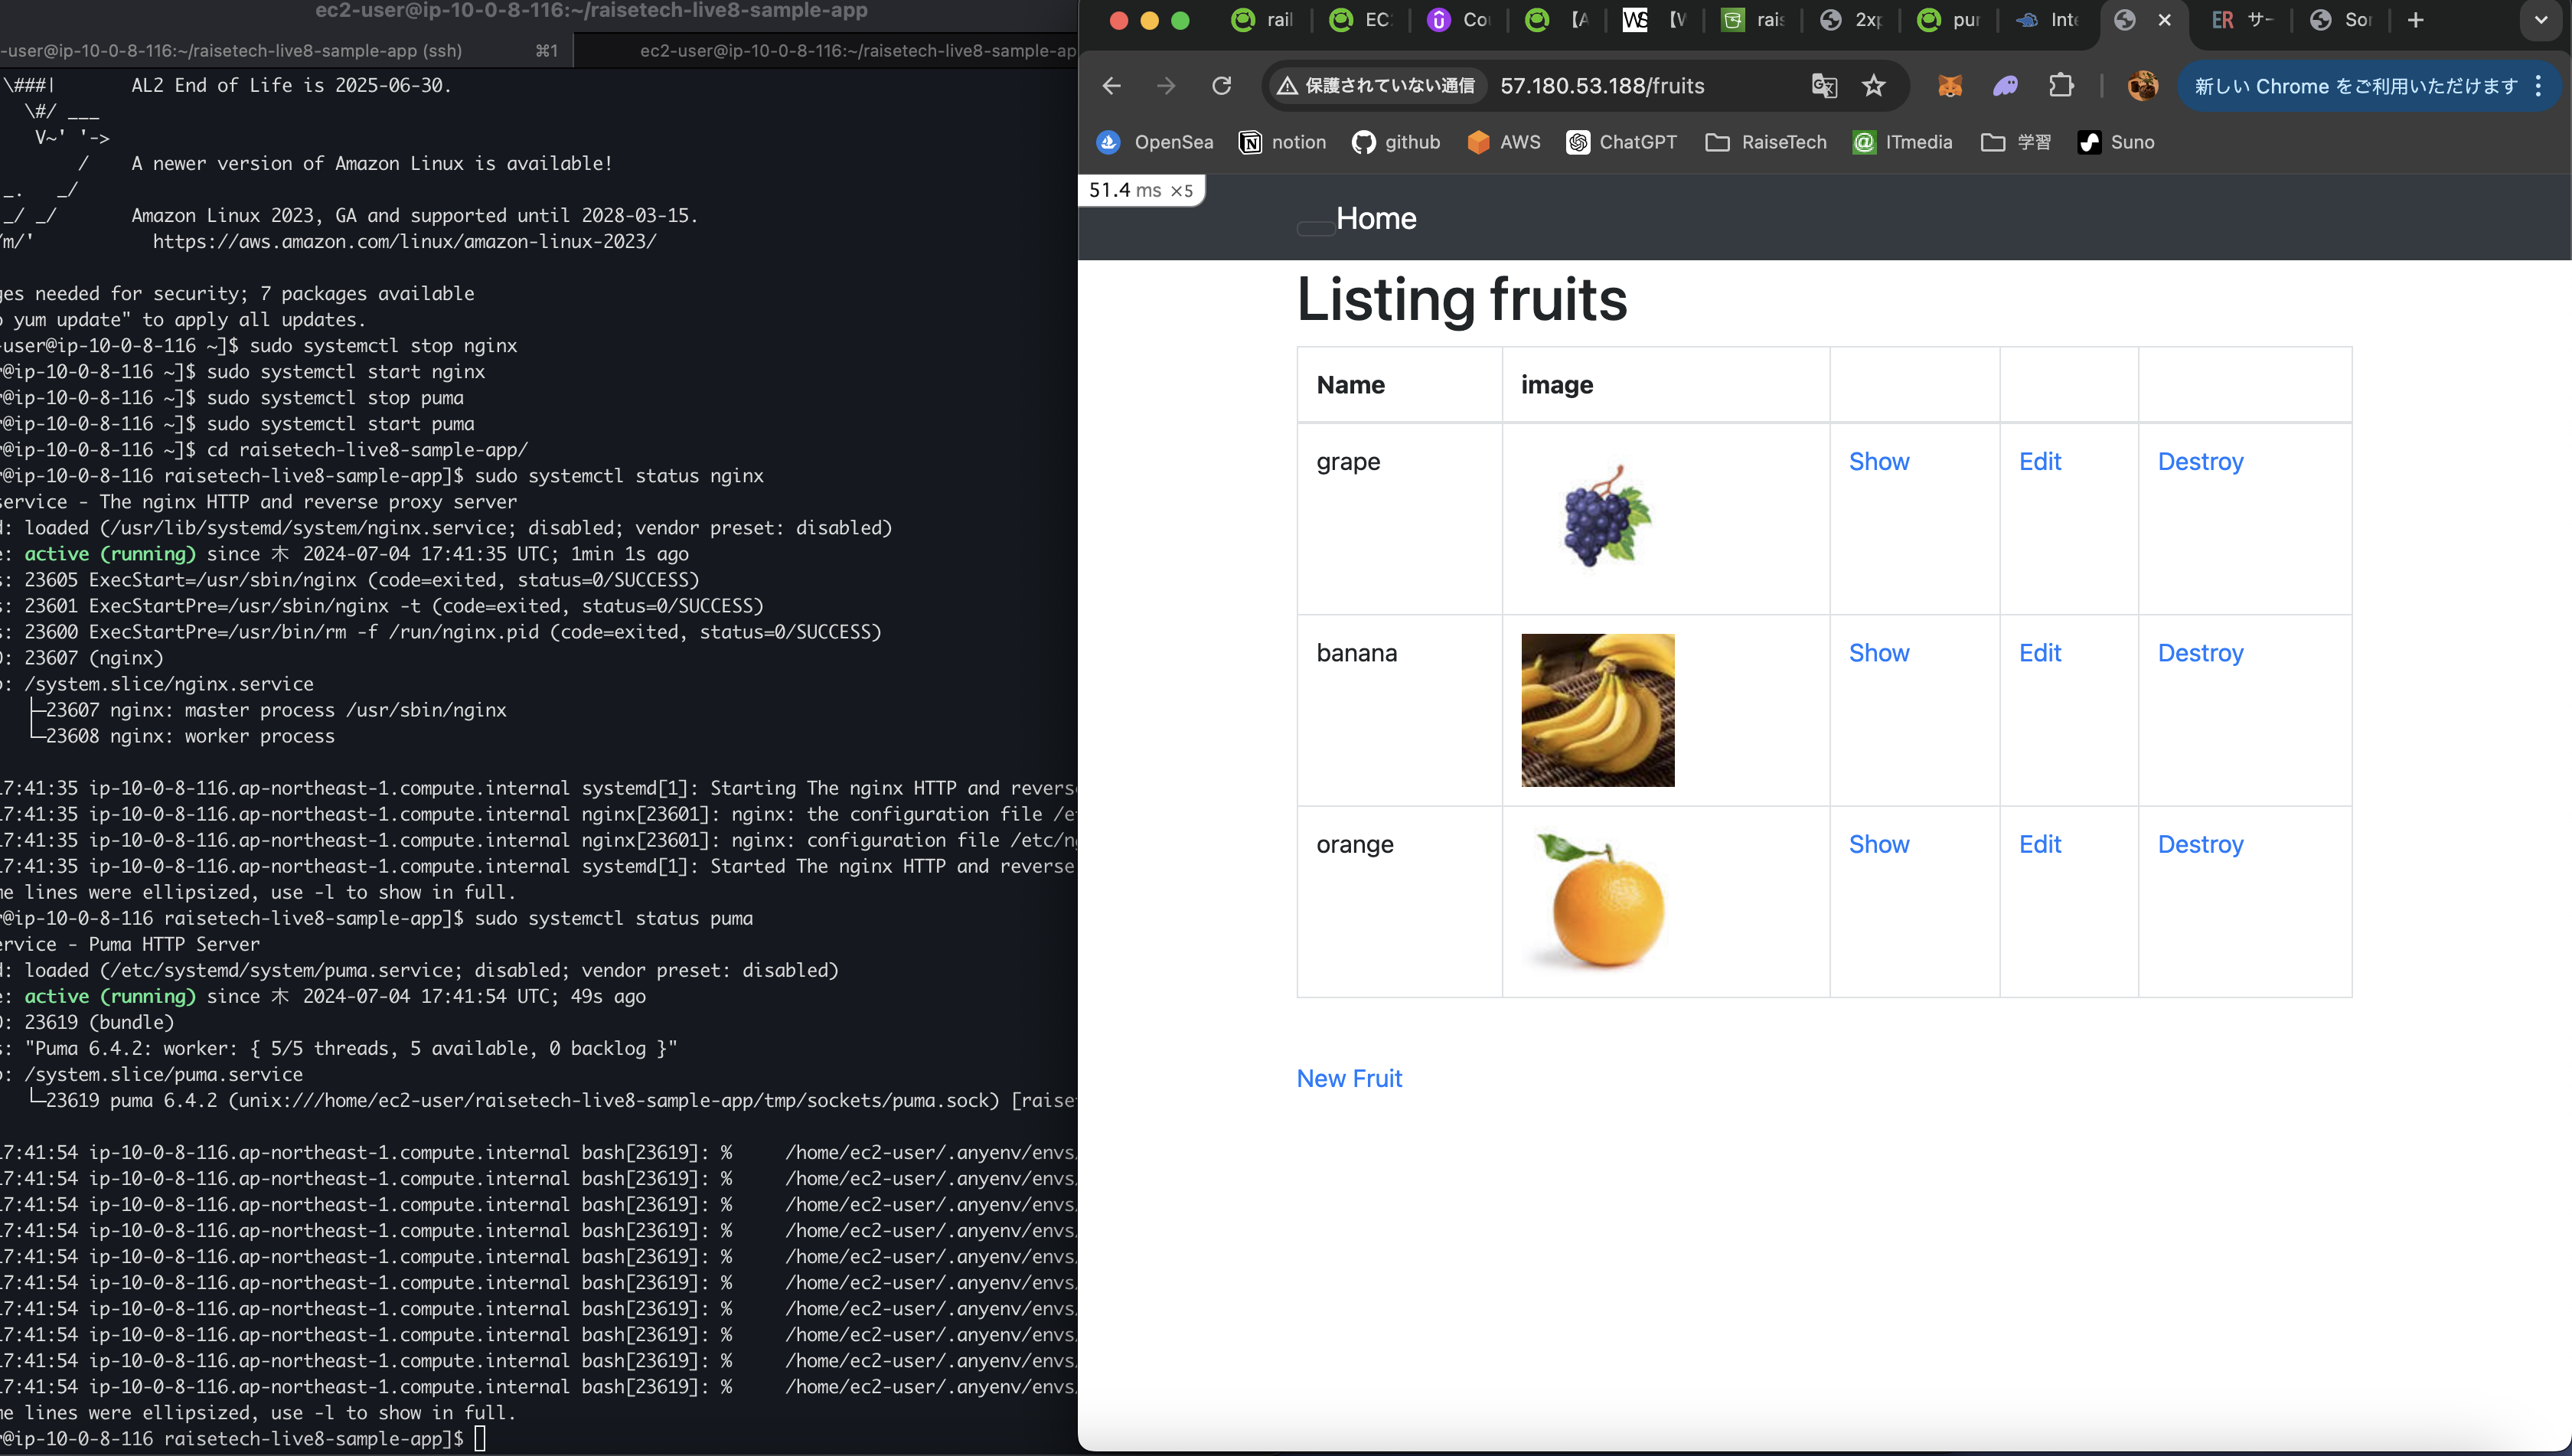 ec2-user@ip-10-0-8-116:~/raisetech-live8-sample-app
-user@ip-10-0-8-116:~/raisetech-live8-sample-app (ssh) ⌘1 ec2-user@ip-10-0-8-116:~/raisetech-live8-sample-ap
\###| AL2 End of Life is 2025-06-30.
\#/ ___
V~' '->
/ A newer version of Amazon Linux is available!
_. _/
_/ _/ Amazon Linux 2023, GA and supported until 2028-03-15.
/m/' https://aws.amazon.com/linux/amazon-linux-2023/
ges needed for security; 7 packages available
o yum update" to apply all updates.
-user@ip-10-0-8-116 ~]$ sudo systemctl stop nginx
r@ip-10-0-8-116 ~]$ sudo systemctl start nginx
r@ip-10-0-8-116 ~]$ sudo systemctl stop puma
r@ip-10-0-8-116 ~]$ sudo systemctl start puma
r@ip-10-0-8-116 ~]$ cd raisetech-live8-sample-app/
r@ip-10-0-8-116 raisetech-live8-sample-app]$ sudo systemctl status nginx
service - The nginx HTTP and reverse proxy server
d: loaded (/usr/lib/systemd/system/nginx.service; disabled; vendor preset: disabled)
e: active (running) since 木 2024-07-04 17:41:35 UTC; 1min 1s ago
s: 23605 ExecStart=/usr/sbin/nginx (code=exited, status=0/SUCCESS)
s: 23601 ExecStartPre=/usr/sbin/nginx -t (code=exited, status=0/SUCCESS)
s: 23600 ExecStartPre=/usr/bin/rm -f /run/nginx.pid (code=exited, status=0/SUCCESS)
D: 23607 (nginx)
p: /system.slice/nginx.service
├─23607 nginx: master process /usr/sbin/nginx
└─23608 nginx: worker process
17:41:35 ip-10-0-8-116.ap-northeast-1.compute.internal systemd[1]: Starting The nginx HTTP and revers
17:41:35 ip-10-0-8-116.ap-northeast-1.compute.internal nginx[23601]: nginx: the configuration file /e
17:41:35 ip-10-0-8-116.ap-northeast-1.compute.internal nginx[23601]: nginx: configuration file /etc/n
17:41:35 ip-10-0-8-116.ap-northeast-1.compute.internal systemd[1]: Started The nginx HTTP and reverse
me lines were ellipsized, use -l to show in full.
r@ip-10-0-8-116 raisetech-live8-sample-app]$ sudo systemctl status puma
ervice - Puma HTTP Server
d: loaded (/etc/systemd/system/puma.service; disabled; vendor preset: disabled)
e: active (running) since 木 2024-07-04 17:41:54 UTC; 49s ago
D: 23619 (bundle)
s: "Puma 6.4.2: worker: { 5/5 threads, 5 available, 0 backlog }"
p: /system.slice/puma.service
└─23619 puma 6.4.2 (unix:///home/ec2-user/raisetech-live8-sample-app/tmp/sockets/puma.sock) [raise
17:41:54 ip-10-0-8-116.ap-northeast-1.compute.internal bash[23619]: % /home/ec2-user/.anyenv/envs
17:41:54 ip-10-0-8-116.ap-northeast-1.compute.internal bash[23619]: % /home/ec2-user/.anyenv/envs
17:41:54 ip-10-0-8-116.ap-northeast-1.compute.internal bash[23619]: % /home/ec2-user/.anyenv/envs
17:41:54 ip-10-0-8-116.ap-northeast-1.compute.internal bash[23619]: % /home/ec2-user/.anyenv/envs
17:41:54 ip-10-0-8-116.ap-northeast-1.compute.internal bash[23619]: % /home/ec2-user/.anyenv/envs
17:41:54 ip-10-0-8-116.ap-northeast-1.compute.internal bash[23619]: % /home/ec2-user/.anyenv/envs
17:41:54 ip-10-0-8-116.ap-northeast-1.compute.internal bash[23619]: % /home/ec2-user/.anyenv/envs
17:41:54 ip-10-0-8-116.ap-northeast-1.compute.internal bash[23619]: % /home/ec2-user/.anyenv/envs
17:41:54 ip-10-0-8-116.ap-northeast-1.compute.internal bash[23619]: % /home/ec2-user/.anyenv/envs
17:41:54 ip-10-0-8-116.ap-northeast-1.compute.internal bash[23619]: % /home/ec2-user/.anyenv/envs
me lines were ellipsized, use -l to show in full.
r@ip-10-0-8-116 raisetech-live8-sample-app]$
rail EC2 Co 【A WS 【V rais 2xp pur Int ER サー Sor
保護されていない通信 57.180.53.188/fruits 新しい Chrome をご利用いただけます
OpenSea notion github AWS ChatGPT RaiseTech ITmedia 学習 Suno
51.4 ms ×5
Home
Listing fruits
Name image
grape Show Edit Destroy
banana Show Edit Destroy
orange Show Edit Destroy
New Fruit